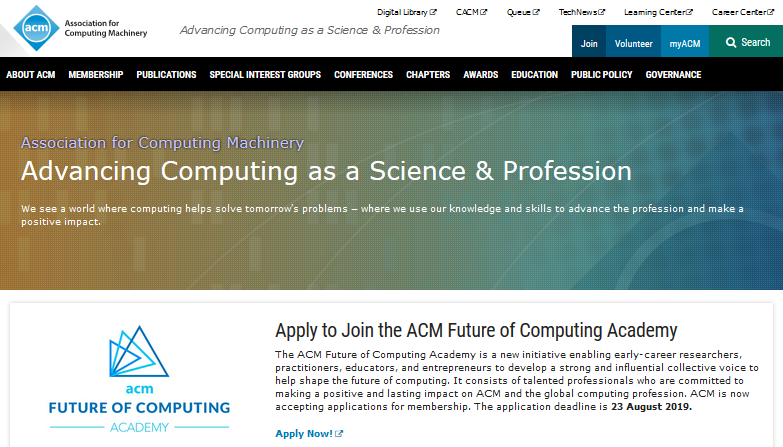 Digital Library CACM Queue TechNews Learning Center Career Center
acm
Association for
Computing Machinery
Advancing Computing as a Science & Profession
Join Volunteer myACM Search
ABOUT ACM MEMBERSHIP PUBLICATIONS SPECIAL INTEREST GROUPS CONFERENCES CHAPTERS AWARDS EDUCATION PUBLIC POLICY GOVERNANCE
Association for Computing Machinery
Advancing Computing as a Science & Profession
We see a world where computing helps solve tomorrow's problems – where we use our knowledge and skills to advance the profession and make a
positive impact.
acm
FUTURE OF COMPUTING
ACADEMY
Apply to Join the ACM Future of Computing Academy
The ACM Future of Computing Academy is a new initiative enabling early-career researchers,
practitioners, educators, and entrepreneurs to develop a strong and influential collective voice to
help shape the future of computing. It consists of talented professionals who are committed to
making a positive and lasting impact on ACM and the global computing profession. ACM is now
accepting applications for membership. The application deadline is 23 August 2019.
Apply Now!